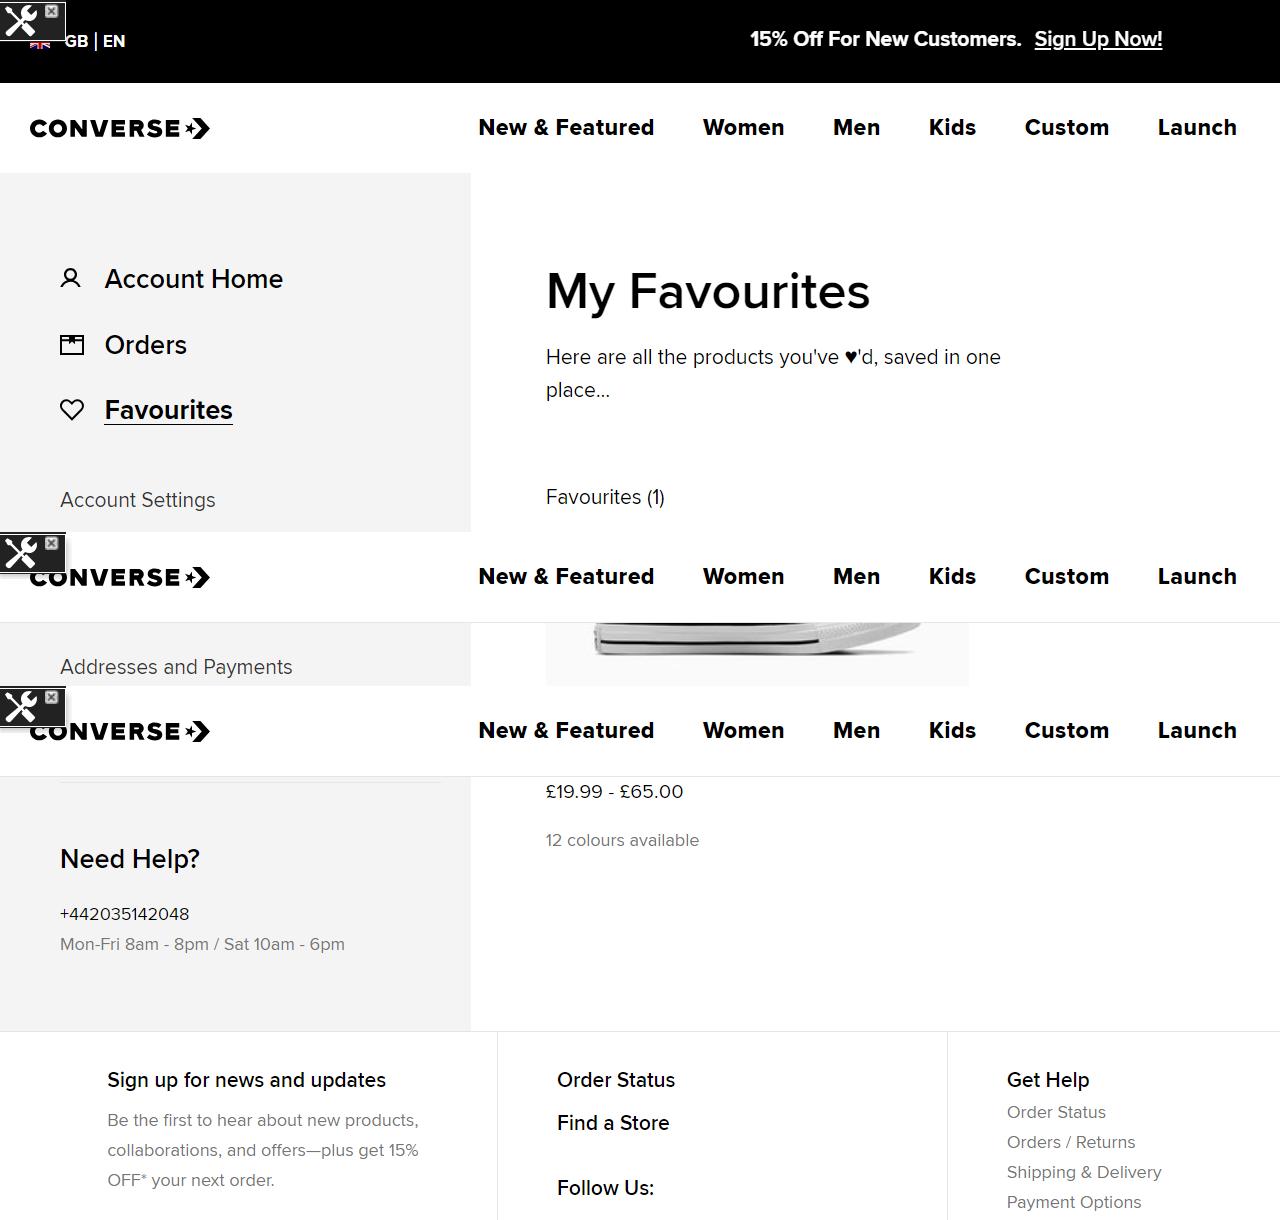 GB | EN
15% Off For New Customers. Sign Up Now!
CONVERSE
New & Featured Women Men Kids Custom Launch
Account Home
Orders
Favourites
Account Settings
My Favourites
Here are all the products you've ♥'d, saved in one
place...
Favourites (1)
CONVERSE
New & Featured Women Men Kids Custom Launch
Addresses and Payments
CONVERSE
New & Featured Women Men Kids Custom Launch
£19.99 - £65.00
12 colours available
Need Help?
+442035142048
Mon-Fri 8am - 8pm / Sat 10am - 6pm
Sign up for news and updates
Be the first to hear about new products,
collaborations, and offers—plus get 15%
OFF* your next order.
Order Status
Find a Store
Follow Us:
Get Help
Order Status
Orders / Returns
Shipping & Delivery
Payment Options